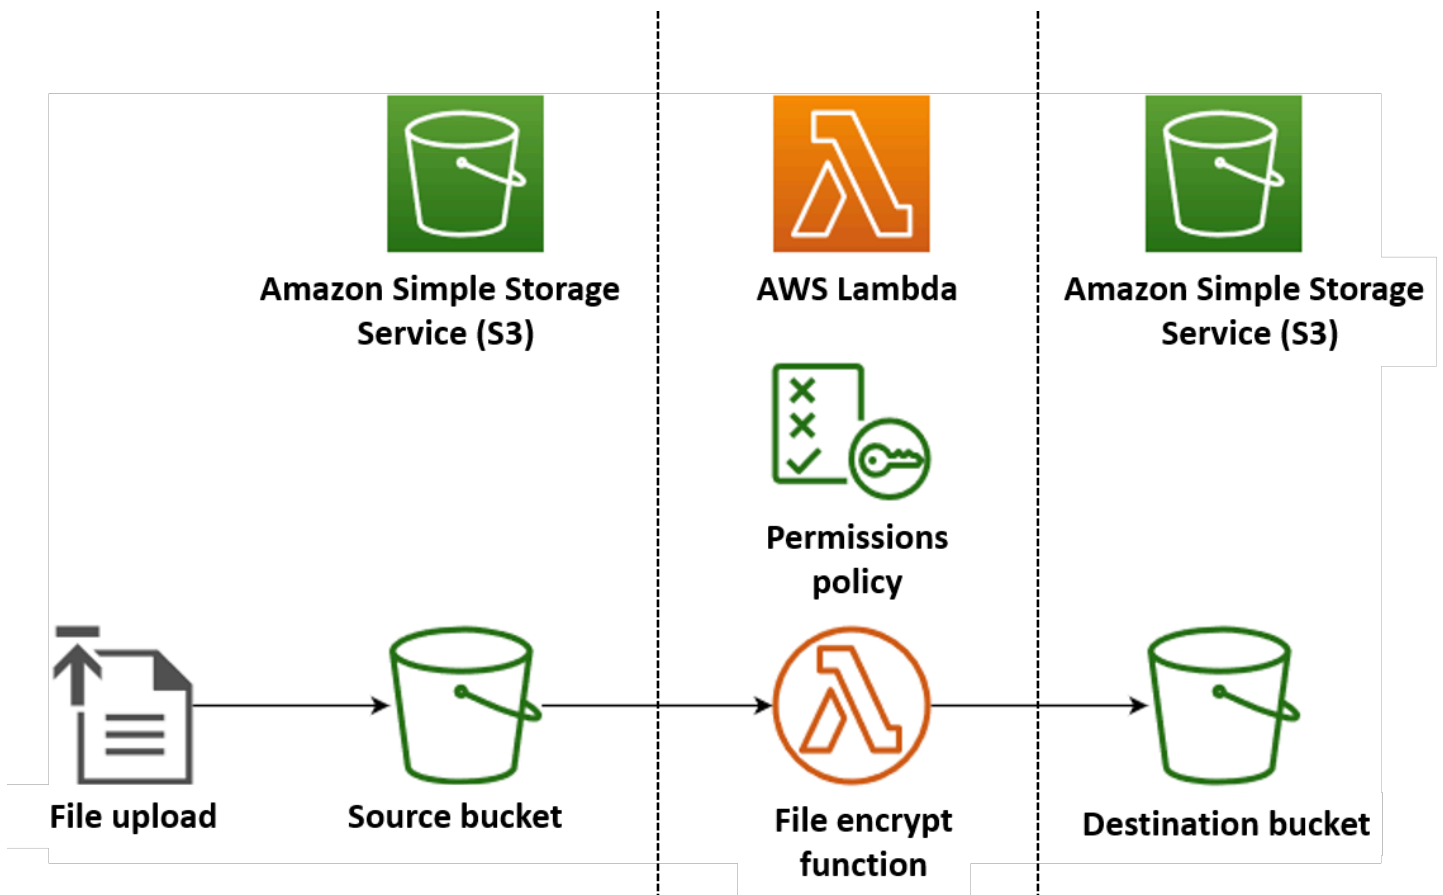 Amazon Simple Storage
Service (S3)
AWS Lambda
Amazon Simple Storage
Service (S3)
Permissions
policy
File upload
Source bucket
File encrypt
function
Destination bucket